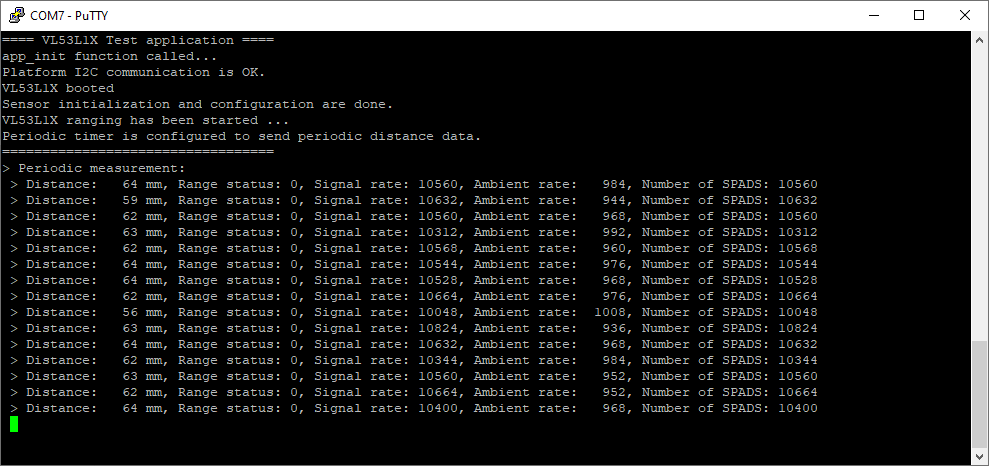 COM7 - PuTTY
==== VL53L1X Test application ====
app_init function called...
Platform I2C communication is OK.
VL53L1X booted
Sensor initialization and configuration are done.
VL53L1X ranging has been started ...
Periodic timer is configured to send periodic distance data.
==================================
> Periodic measurement:
 > Distance:   64 mm, Range status: 0, Signal rate: 10560, Ambient rate:   984, Number of SPADS: 10560
 > Distance:   59 mm, Range status: 0, Signal rate: 10632, Ambient rate:   944, Number of SPADS: 10632
 > Distance:   62 mm, Range status: 0, Signal rate: 10560, Ambient rate:   968, Number of SPADS: 10560
 > Distance:   63 mm, Range status: 0, Signal rate: 10312, Ambient rate:   992, Number of SPADS: 10312
 > Distance:   62 mm, Range status: 0, Signal rate: 10568, Ambient rate:   960, Number of SPADS: 10568
 > Distance:   64 mm, Range status: 0, Signal rate: 10544, Ambient rate:   976, Number of SPADS: 10544
 > Distance:   64 mm, Range status: 0, Signal rate: 10528, Ambient rate:   968, Number of SPADS: 10528
 > Distance:   62 mm, Range status: 0, Signal rate: 10664, Ambient rate:   976, Number of SPADS: 10664
 > Distance:   56 mm, Range status: 0, Signal rate: 10048, Ambient rate:  1008, Number of SPADS: 10048
 > Distance:   63 mm, Range status: 0, Signal rate: 10824, Ambient rate:   936, Number of SPADS: 10824
 > Distance:   64 mm, Range status: 0, Signal rate: 10632, Ambient rate:   968, Number of SPADS: 10632
 > Distance:   62 mm, Range status: 0, Signal rate: 10344, Ambient rate:   984, Number of SPADS: 10344
 > Distance:   63 mm, Range status: 0, Signal rate: 10560, Ambient rate:   952, Number of SPADS: 10560
 > Distance:   62 mm, Range status: 0, Signal rate: 10664, Ambient rate:   952, Number of SPADS: 10664
 > Distance:   64 mm, Range status: 0, Signal rate: 10400, Ambient rate:   968, Number of SPADS: 10400